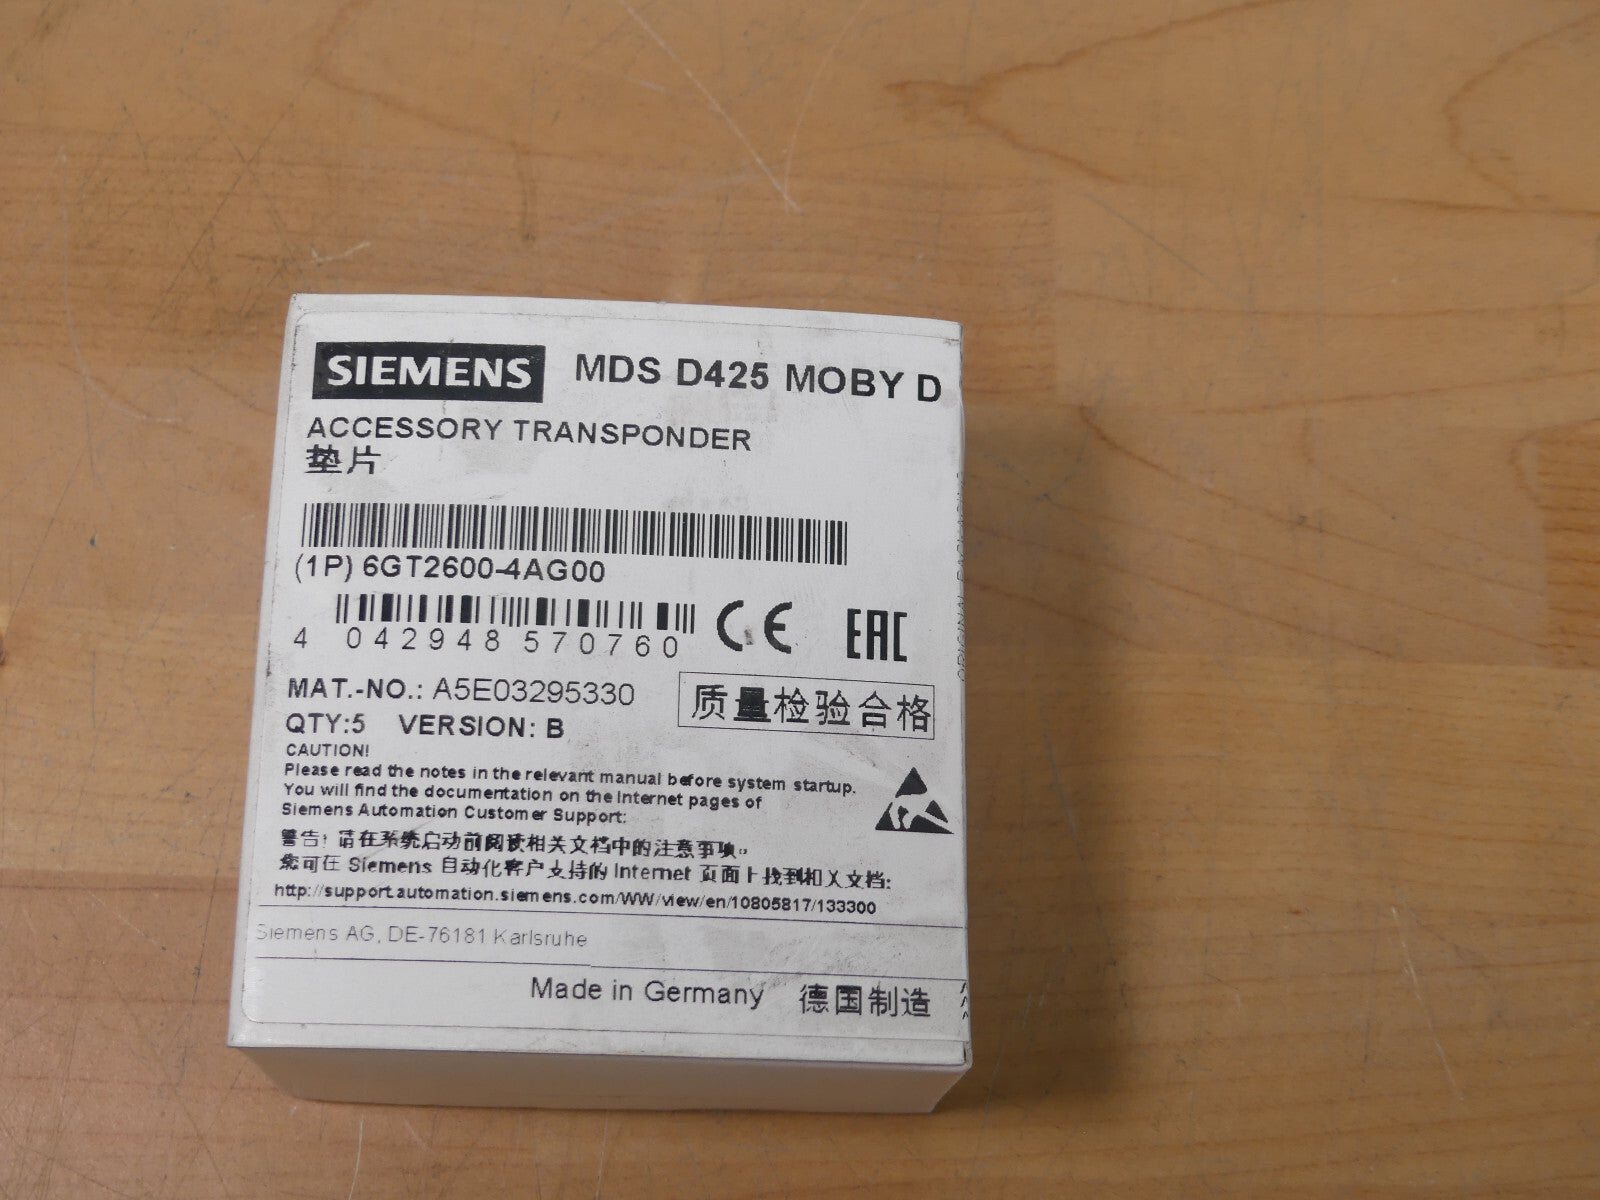 SIEMENS MDS D425 MOBY D
ACCESSORY TRANSPONDER
垫片
(1P) 6GT2600-4AG00
4 042948 570760
CE EAC
MAT.-NO.: A5E03295330
质量检验合格
QTY:5 VERSION: B
CAUTION!
Please read the notes in the relevant manual before system startup.
You will find the documentation on the Internet pages of
Siemens Automation Customer Support:
警告! 请在系统启动前阅读相关文档中的注意事项。
您可在 Siemens 自动化客户支持的 Internet 页面上找到相关文档:
http://support.automation.siemens.com/WW/view/en/10805817/133300
Siemens AG, DE-76181 Karlsruhe
Made in Germany 德国制造